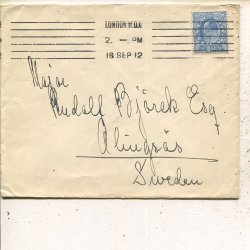 LONDON W.D.O
2. – PM
16 SEP 12
Major
Rudolf Björck Esq.
Alingsås
Sweden